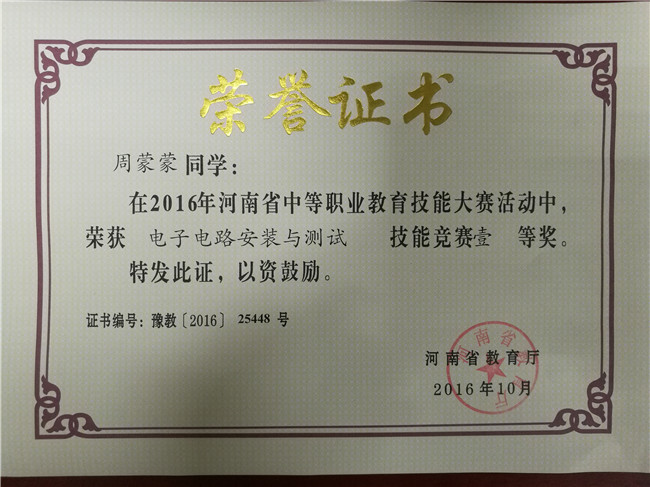 荣誉证书
周蒙蒙 同学：
在2016年河南省中等职业教育技能大赛活动中，
荣获 电子电路安装与测试 技能竞赛壹 等奖。
特发此证，以资鼓励。
证书编号：豫教〔2016〕25448 号
河南省教育厅
2016年10月